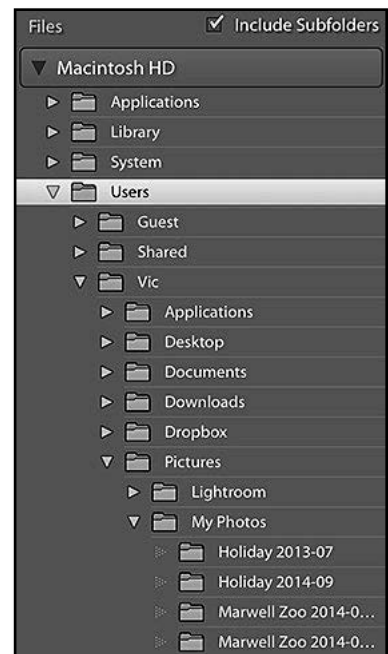 Files Include Subfolders
Macintosh HD
Applications
Library
System
Users
Guest
Shared
Vic
Applications
Desktop
Documents
Downloads
Dropbox
Pictures
Lightroom
My Photos
Holiday 2013-07
Holiday 2014-09
Marwell Zoo 2014-0...
Marwell Zoo 2014-0...